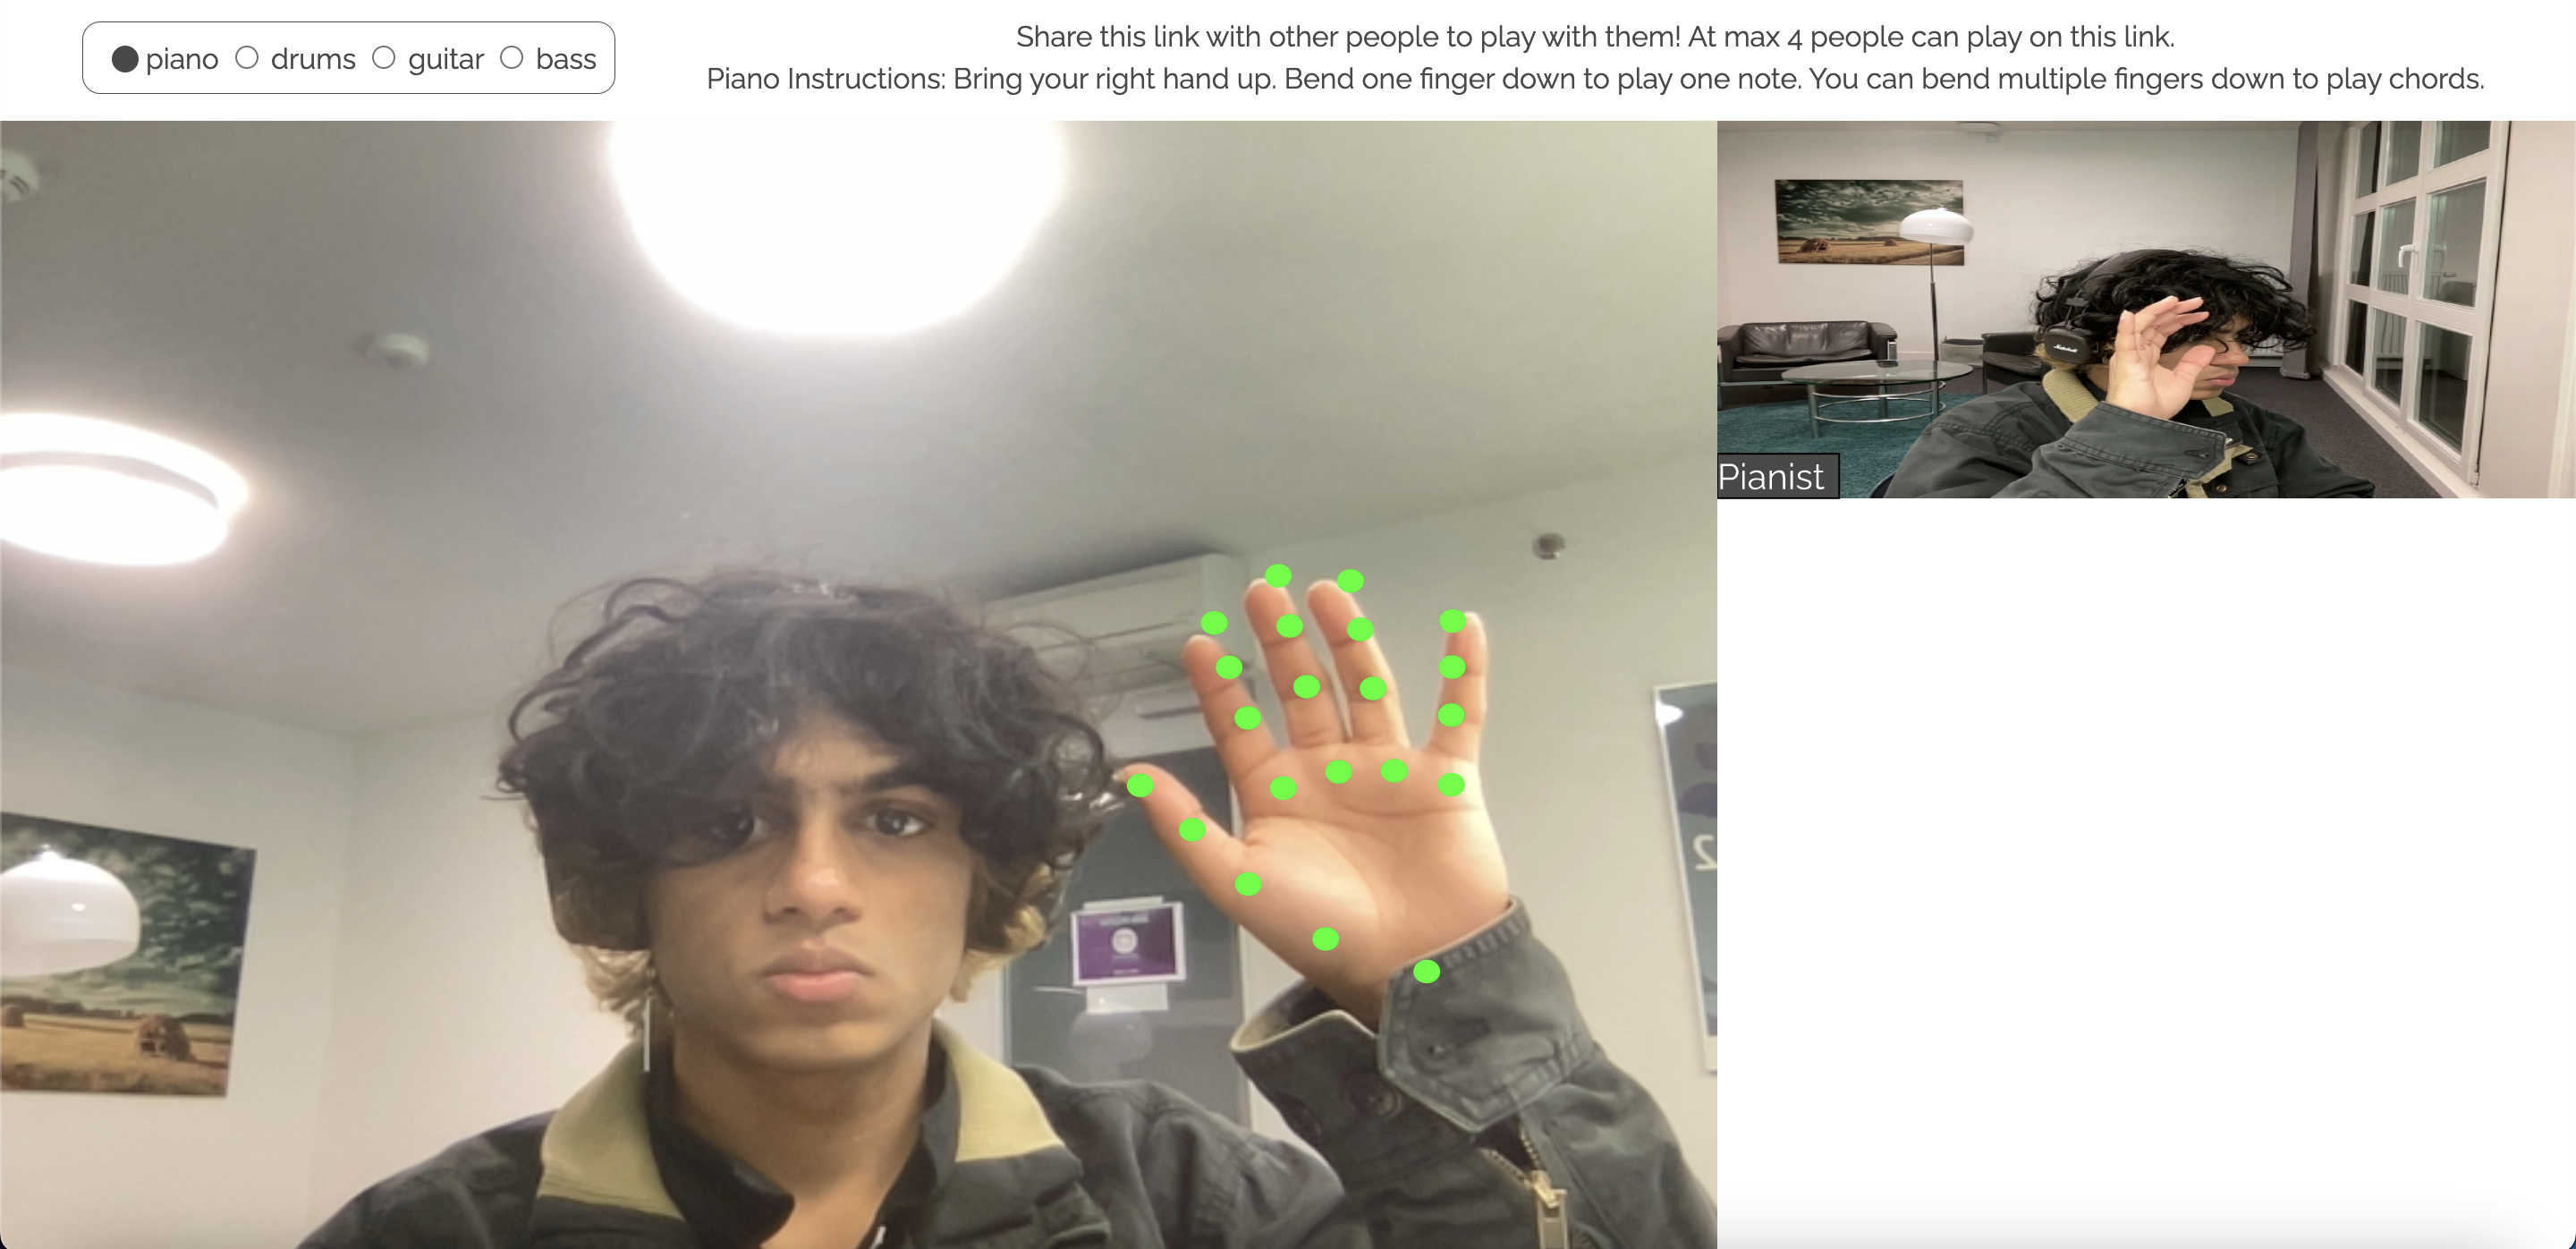 piano drums guitar bass
Share this link with other people to play with them! At max 4 people can play on this link.
Piano Instructions: Bring your right hand up. Bend one finger down to play one note. You can bend multiple fingers down to play chords.
Marshall
Pianist
2